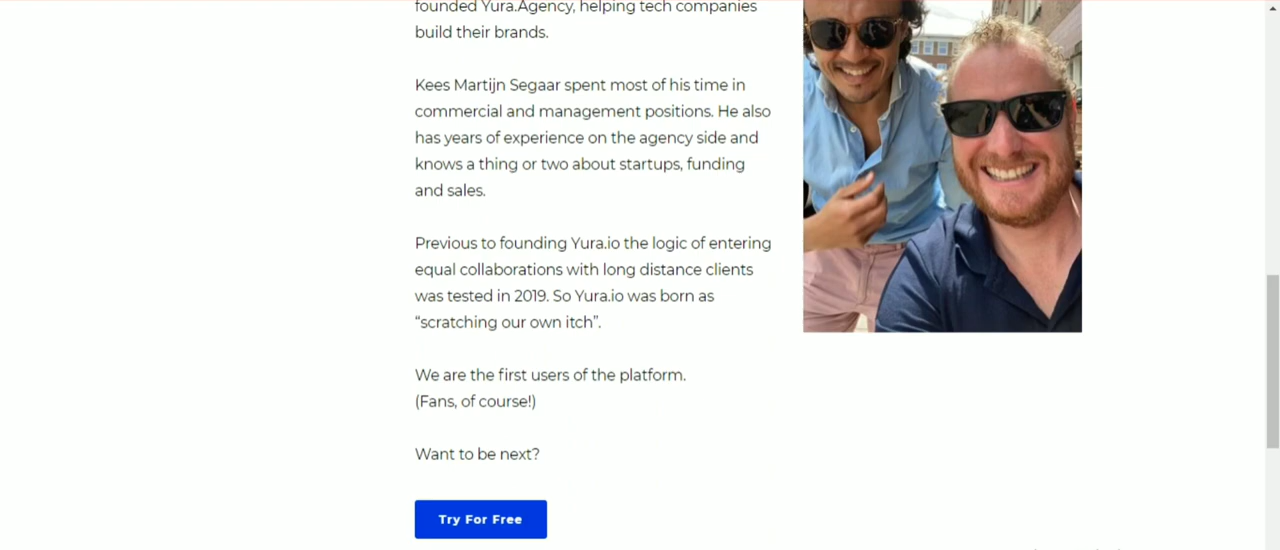 founded Yura.Agency, helping tech companies
build their brands.
Kees Martijn Segaar spent most of his time in
commercial and management positions. He also
has years of experience on the agency side and
knows a thing or two about startups, funding
and sales.
Previous to founding Yura.io the logic of entering
equal collaborations with long distance clients
was tested in 2019. So Yura.io was born as
“scratching our own itch”.
We are the first users of the platform.
(Fans, of course!)
Want to be next?
Try For Free